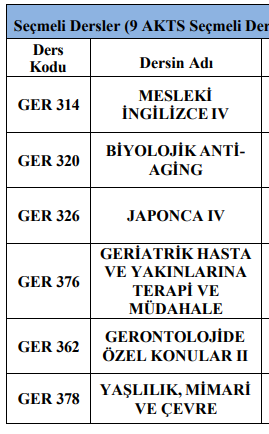 Seçmeli Dersler (9 AKTS Seçmeli Der
Ders
Kodu
Dersin Adı
GER 314
MESLEKİ
İNGİLİZCE IV
GER 320
BİYOLOJİK ANTİ-
AGİNG
GER 326
JAPONCA IV
GER 376
GERİATRİK HASTA
VE YAKINLARINA
TERAPİ VE
MÜDAHALE
GER 362
GERONTOLOJİDE
ÖZEL KONULAR II
GER 378
YAŞLILIK, MİMARİ
VE ÇEVRE